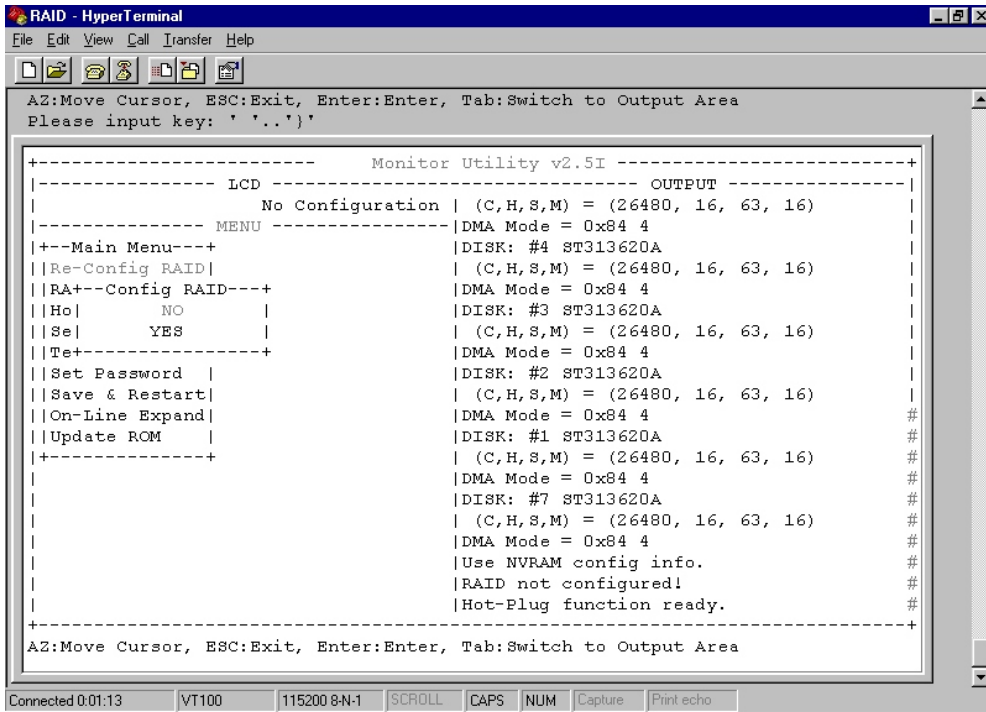 RAID - HyperTerminal
File Edit View Call Transfer Help
AZ:Move Cursor, ESC:Exit, Enter:Enter, Tab:Switch to Output Area
Please input key: ' '..'}'
+------------------------- Monitor Utility v2.5I --------------------------+
|---------------- LCD --------------------------------- OUTPUT ----------------|
| No Configuration | (C,H,S,M) = (26480, 16, 63, 16) |
|--------------- MENU ----------------|DMA Mode = 0x84 4 |
|+--Main Menu---+ |DISK: #4 ST313620A |
||Re-Config RAID| | (C,H,S,M) = (26480, 16, 63, 16) |
||RA+--Config RAID---+ |DMA Mode = 0x84 4 |
||Ho| NO | |DISK: #3 ST313620A |
||Se| YES | | (C,H,S,M) = (26480, 16, 63, 16) |
||Te+----------------+ |DMA Mode = 0x84 4 |
||Set Password | |DISK: #2 ST313620A |
||Save & Restart| | (C,H,S,M) = (26480, 16, 63, 16) |
||On-Line Expand| |DMA Mode = 0x84 4 #
||Update ROM | |DISK: #1 ST313620A #
|+--------------+ | (C,H,S,M) = (26480, 16, 63, 16) #
| |DMA Mode = 0x84 4 #
| |DISK: #7 ST313620A #
| | (C,H,S,M) = (26480, 16, 63, 16) #
| |DMA Mode = 0x84 4 #
| |Use NVRAM config info. #
| |RAID not configured! #
| |Hot-Plug function ready. #
+------------------------------------------------------------------------------+
AZ:Move Cursor, ESC:Exit, Enter:Enter, Tab:Switch to Output Area
Connected 0:01:13 VT100 115200 8-N-1 SCROLL CAPS NUM Capture Print echo